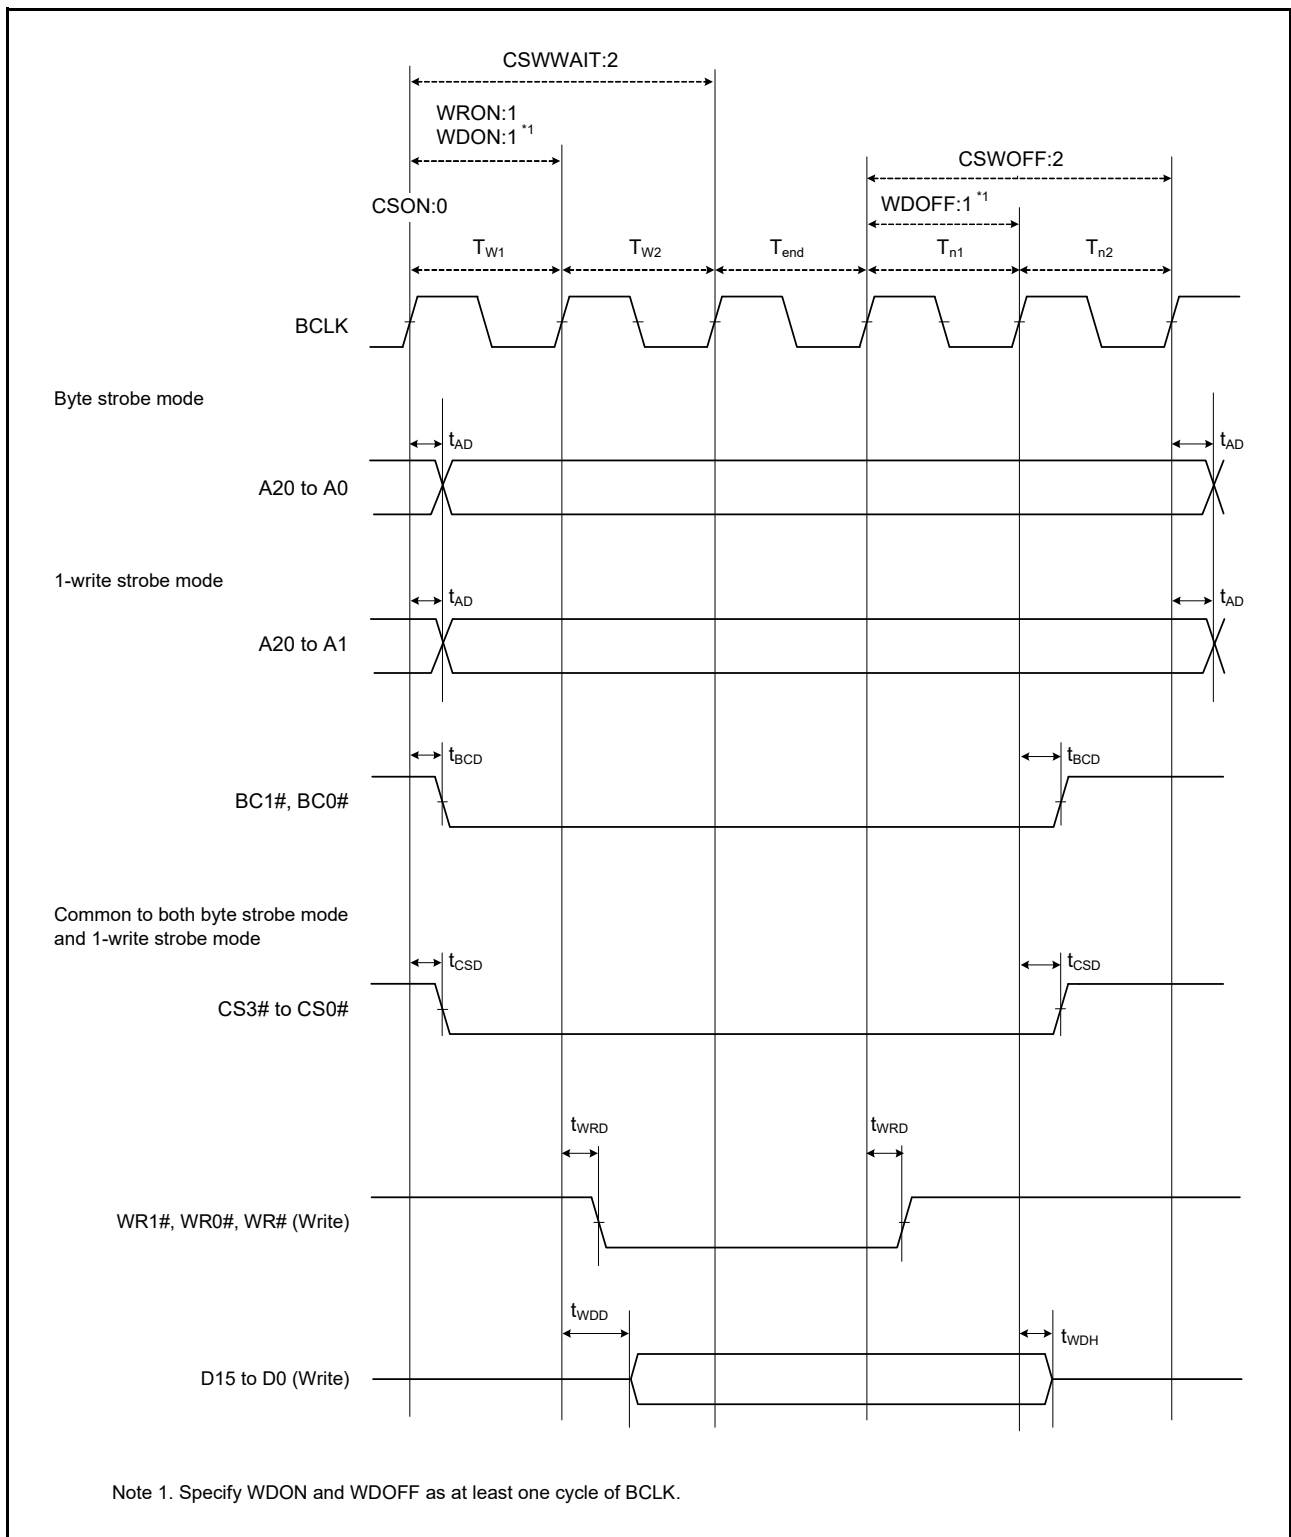 CSWWAIT:2
WRON:1
WDON:1 *1
CSWOFF:2
WDOFF:1 *1
CSON:0
TW1 TW2 Tend Tn1 Tn2
BCLK
Byte strobe mode
tAD tAD
A20 to A0
1-write strobe mode
tAD tAD
A20 to A1
tBCD tBCD
BC1#, BC0#
Common to both byte strobe mode
and 1-write strobe mode
tCSD tCSD
CS3# to CS0#
tWRD tWRD
WR1#, WR0#, WR# (Write)
tWDD tWDH
D15 to D0 (Write)
Note 1. Specify WDON and WDOFF as at least one cycle of BCLK.